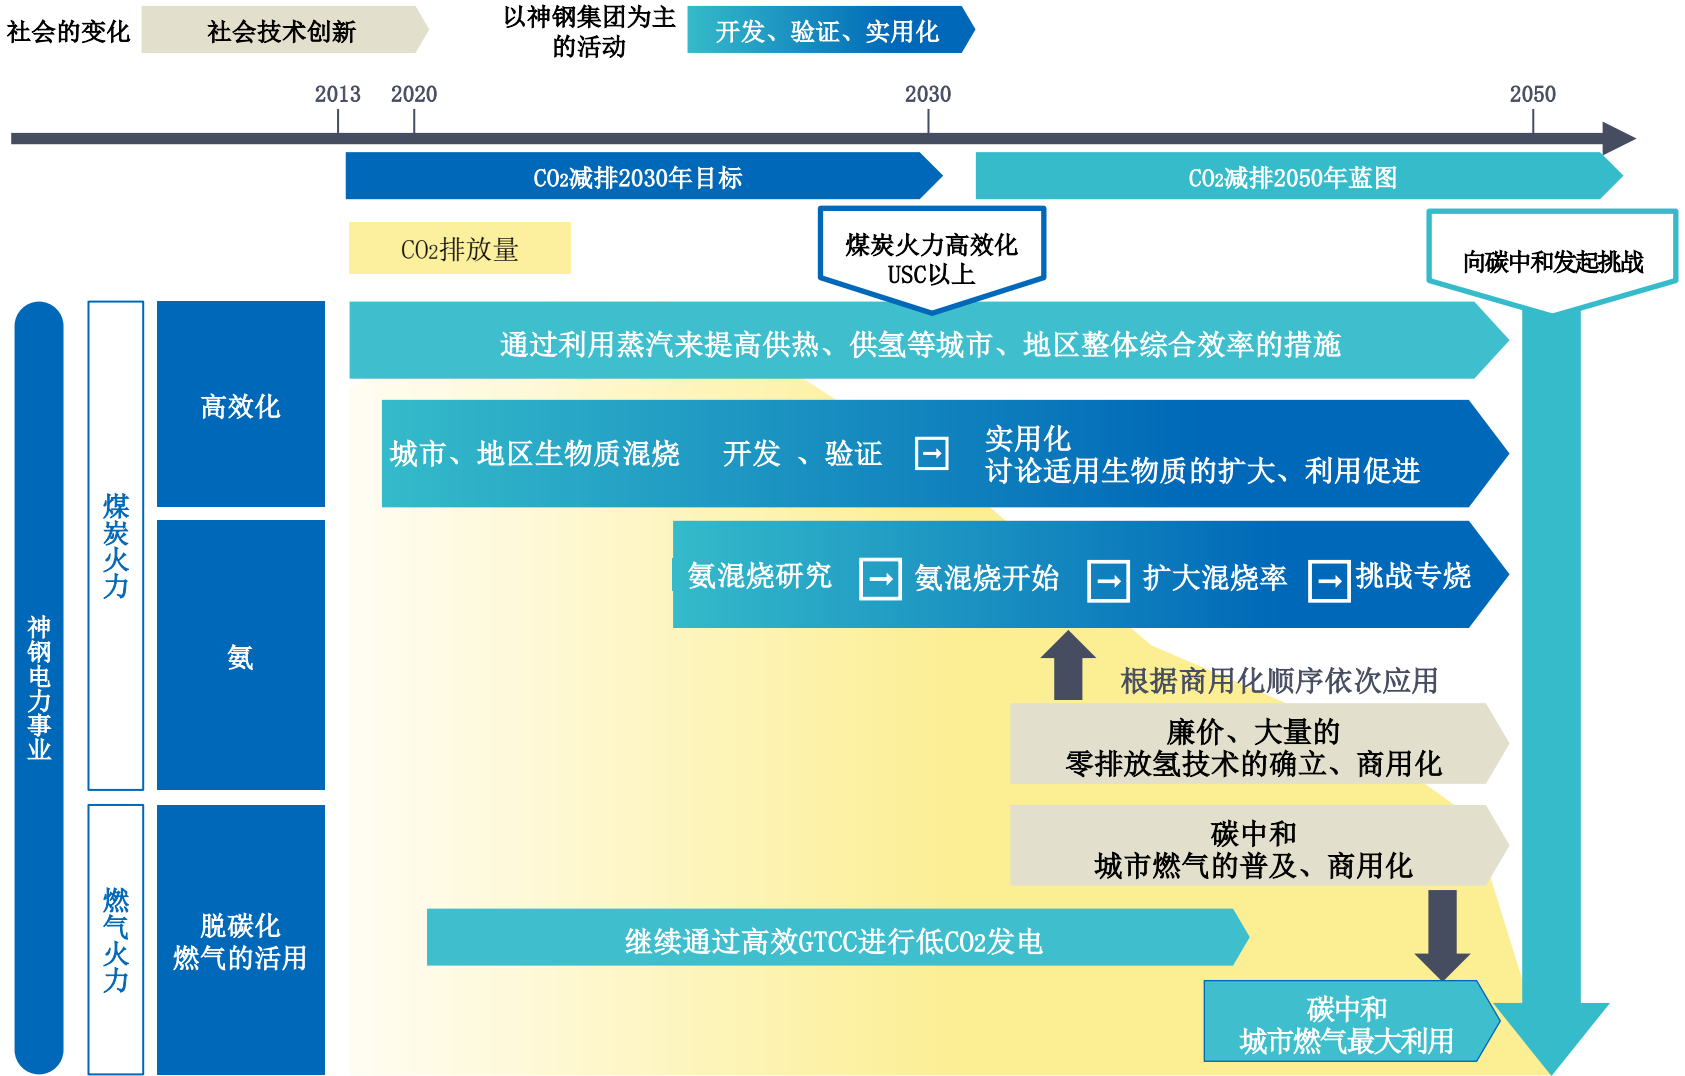 社会的变化
社会技术创新
以神钢集团为主
的活动
开发、验证、实用化
2013
2020
2030
2050
CO₂减排2030年目标
CO₂减排2050年蓝图
CO₂排放量
煤炭火力高效化
USC以上
向碳中和发起挑战
神钢电力事业
煤炭火力
高效化
通过利用蒸汽来提高供热、供氢等城市、地区整体综合效率的措施
城市、地区生物质混烧 开发 、验证 → 实用化
讨论适用生物质的扩大、利用促进
氨
氨混烧研究 → 氨混烧开始 → 扩大混烧率 → 挑战专烧
根据商用化顺序依次应用
廉价、大量的
零排放氢技术的确立、商用化
燃气火力
脱碳化
燃气的活用
碳中和
城市燃气的普及、商用化
继续通过高效GTCC进行低CO₂发电
碳中和
城市燃气最大利用